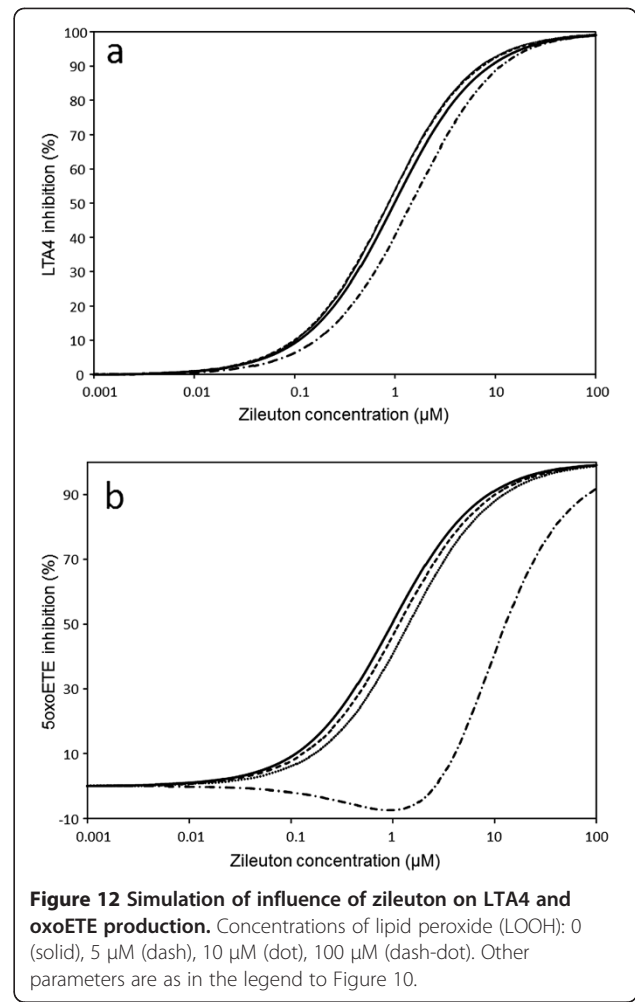 a
100
90
80
70
60
50
40
30
20
10
0
LTA4 inhibition (%)
0.001 0.01 0.1 1 10 100
Zileuton concentration (µM)
b
90
70
50
30
10
-10
5oxoETE inhibition (%)
0.001 0.01 0.1 1 10 100
Zileuton concentration (µM)
Figure 12 Simulation of influence of zileuton on LTA4 and
oxoETE production. Concentrations of lipid peroxide (LOOH): 0
(solid), 5 µM (dash), 10 µM (dot), 100 µM (dash-dot). Other
parameters are as in the legend to Figure 10.